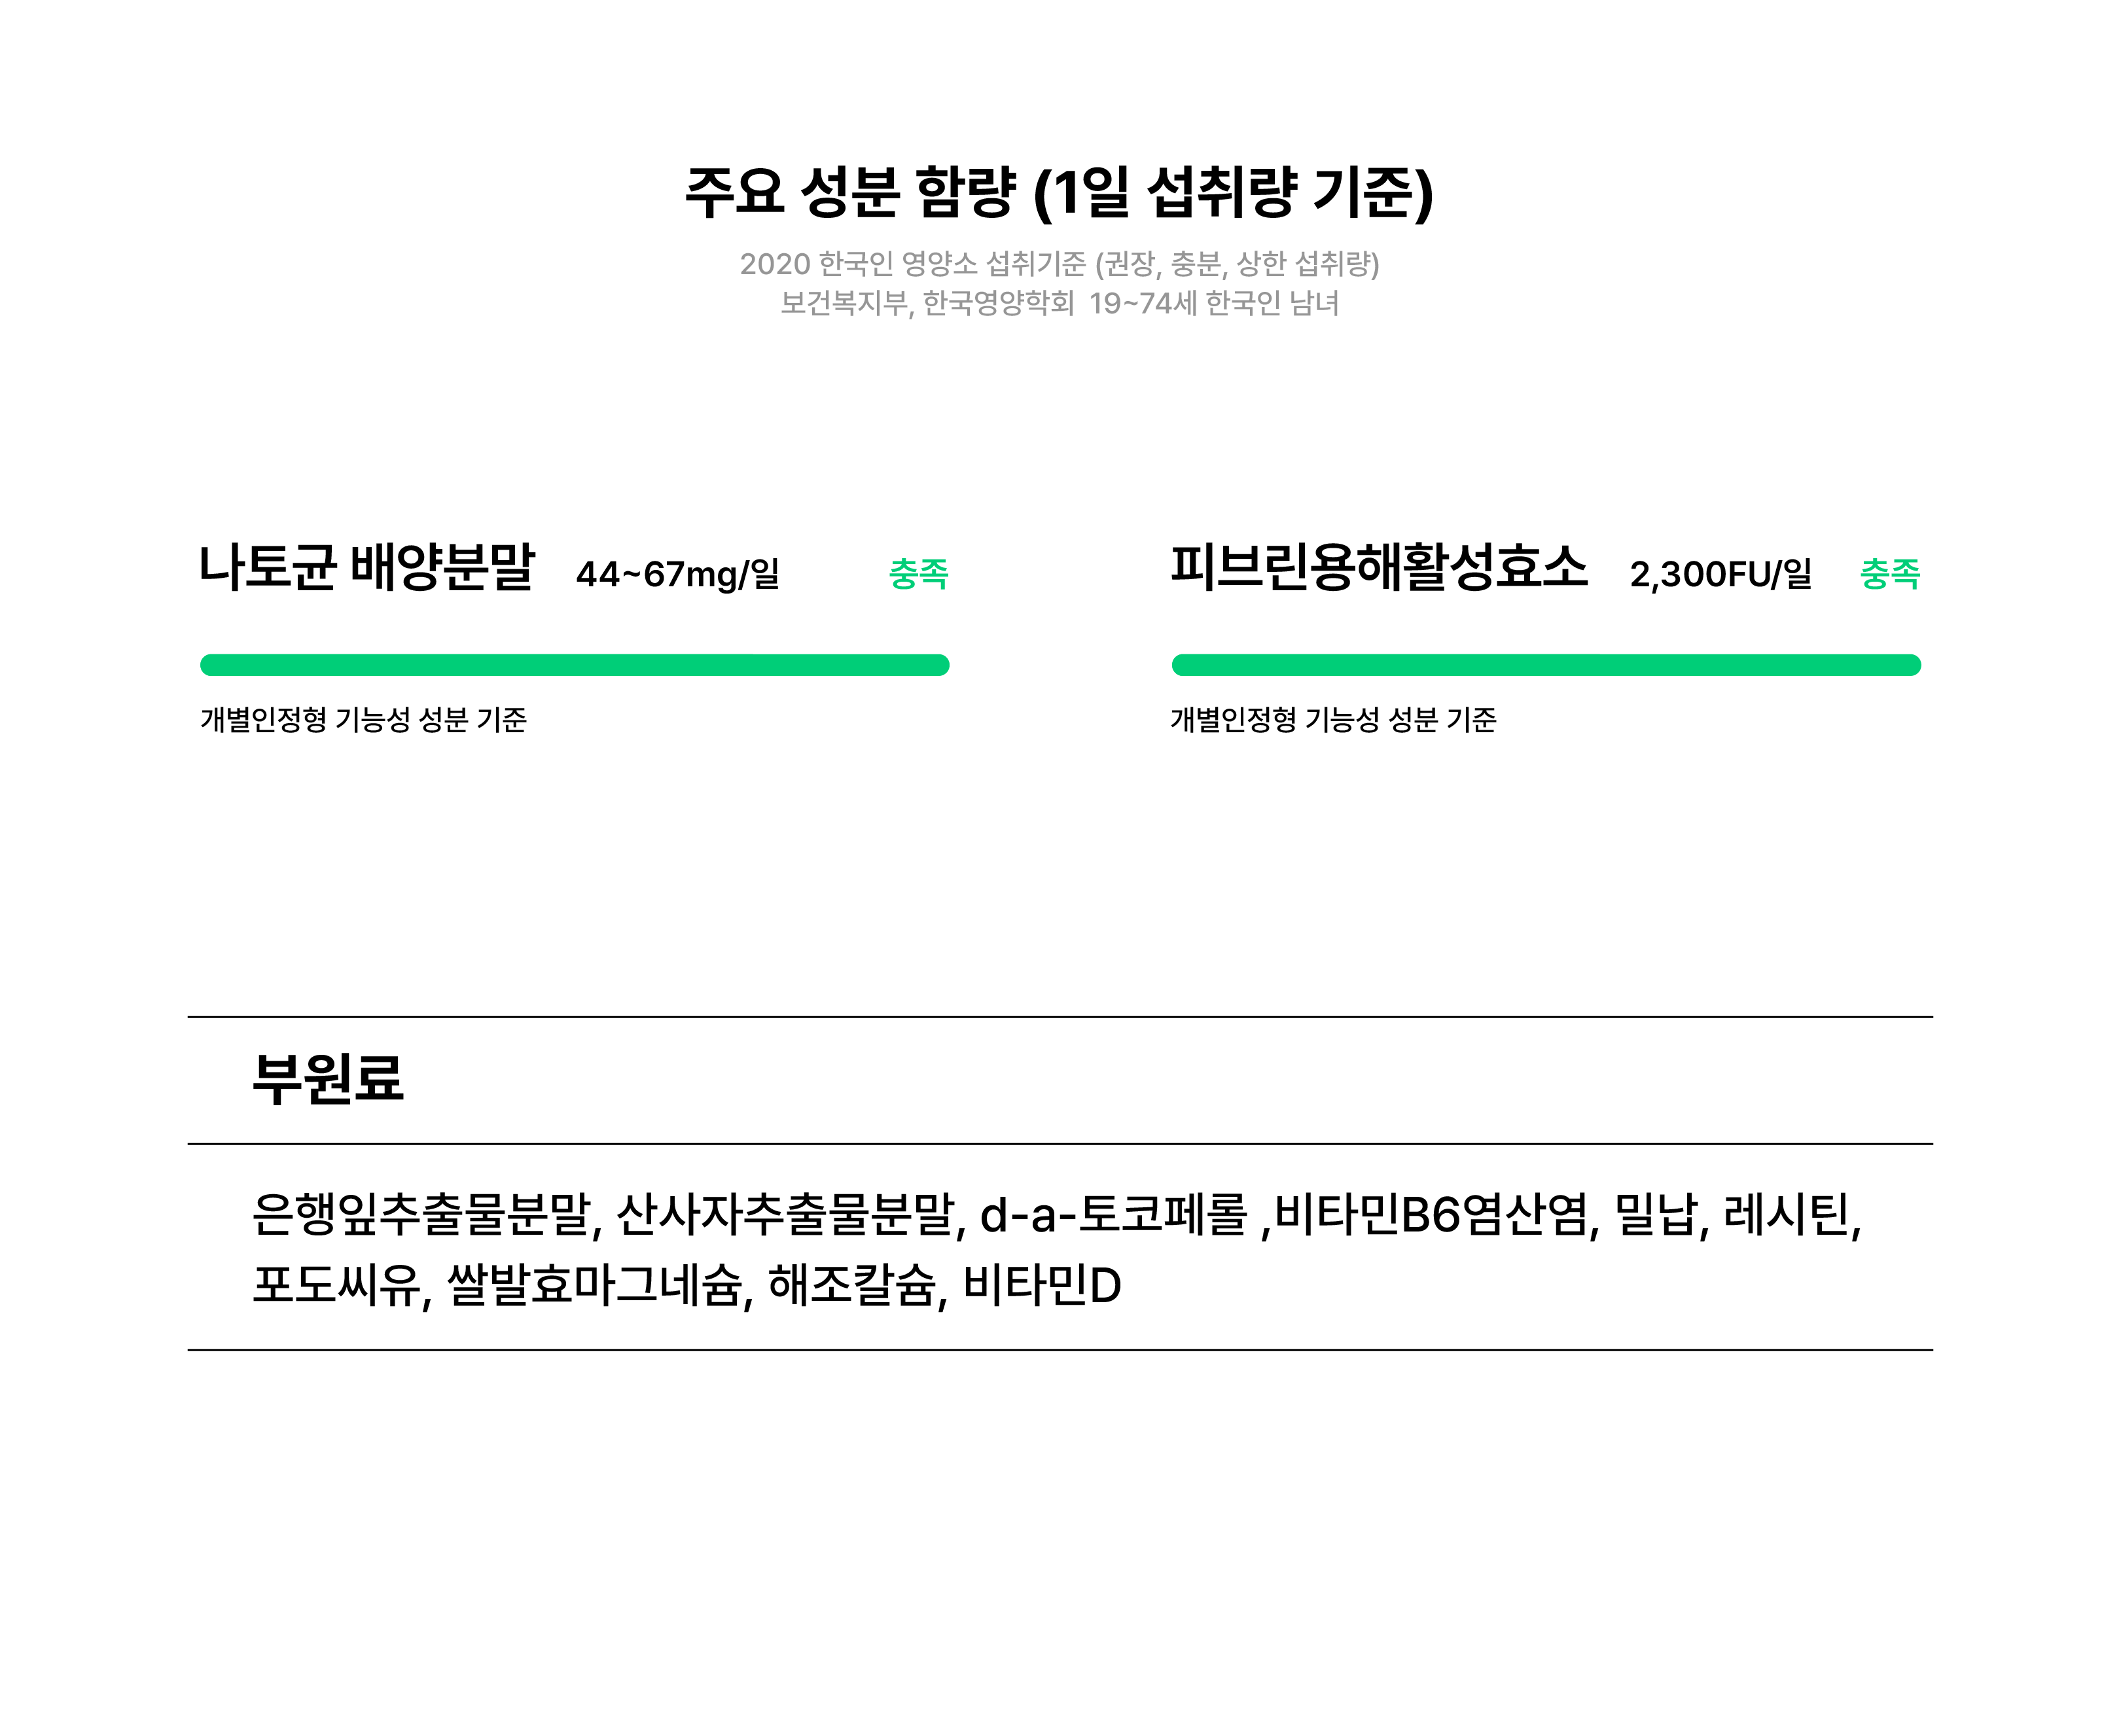 주요 성분 함량 (1일 섭취량 기준)
2020 한국인 영양소 섭취기준 (권장, 충분, 상한 섭취량)
보건복지부, 한국영양학회 19~74세 한국인 남녀
나토균 배양분말 44~67mg/일 충족
개별인정형 기능성 성분 기준
피브린용해활성효소 2,300FU/일 충족
개별인정형 기능성 성분 기준
부원료
은행잎추출물분말, 산사자추출물분말, d-a-토코페롤 ,비타민B6염산염, 밀납, 레시틴,
포도씨유, 쌀발효마그네슘, 해조칼슘, 비타민D